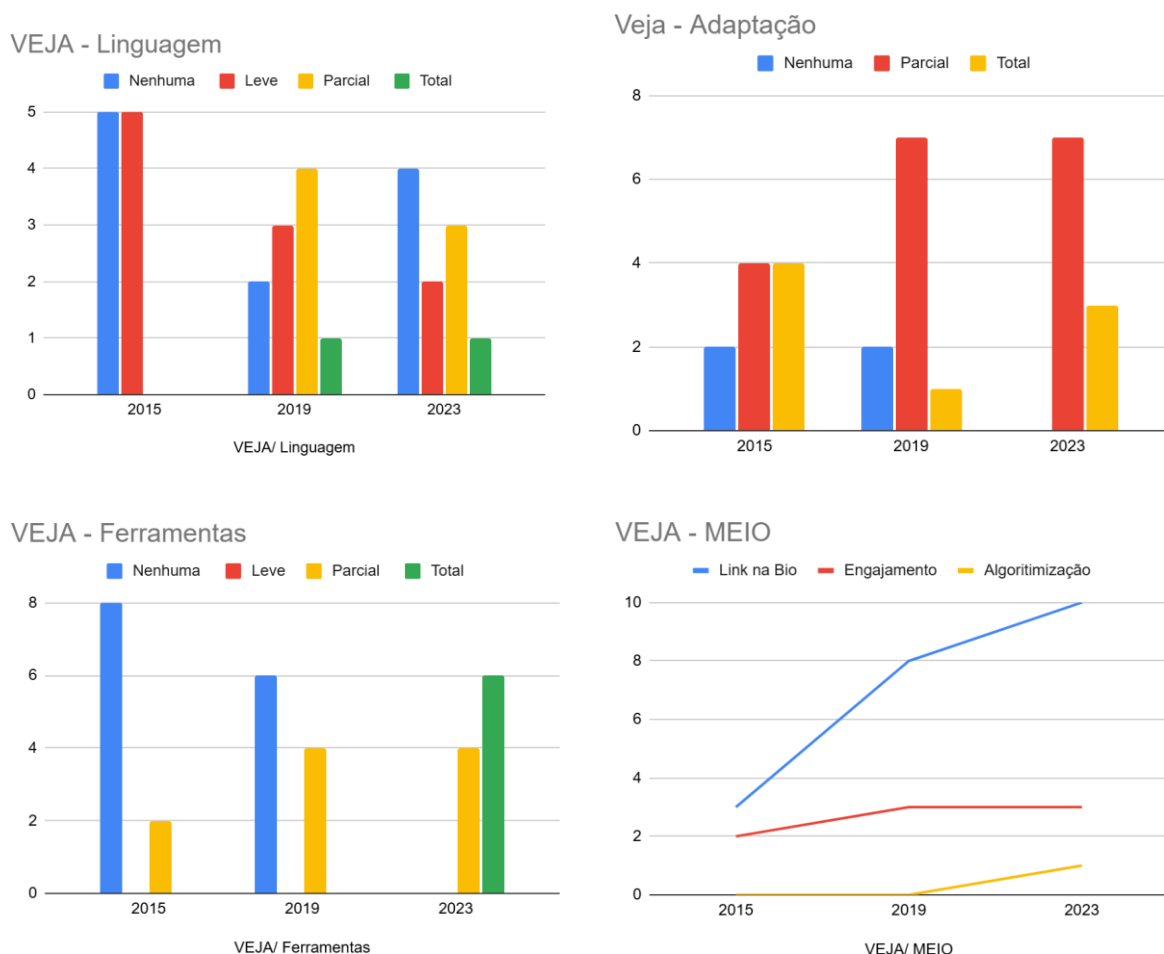 VEJA - Linguagem
Nenhuma Leve Parcial Total
5
4
3
2
1
0
2015 2019 2023
VEJA/ Linguagem
Veja - Adaptação
Nenhuma Parcial Total
8
6
4
2
0
2015 2019 2023
VEJA - Ferramentas
Nenhuma Leve Parcial Total
8
6
4
2
0
2015 2019 2023
VEJA/ Ferramentas
VEJA - MEIO
Link na Bio Engajamento Algoritimização
10
8
6
4
2
0
2015 2019 2023
VEJA/ MEIO